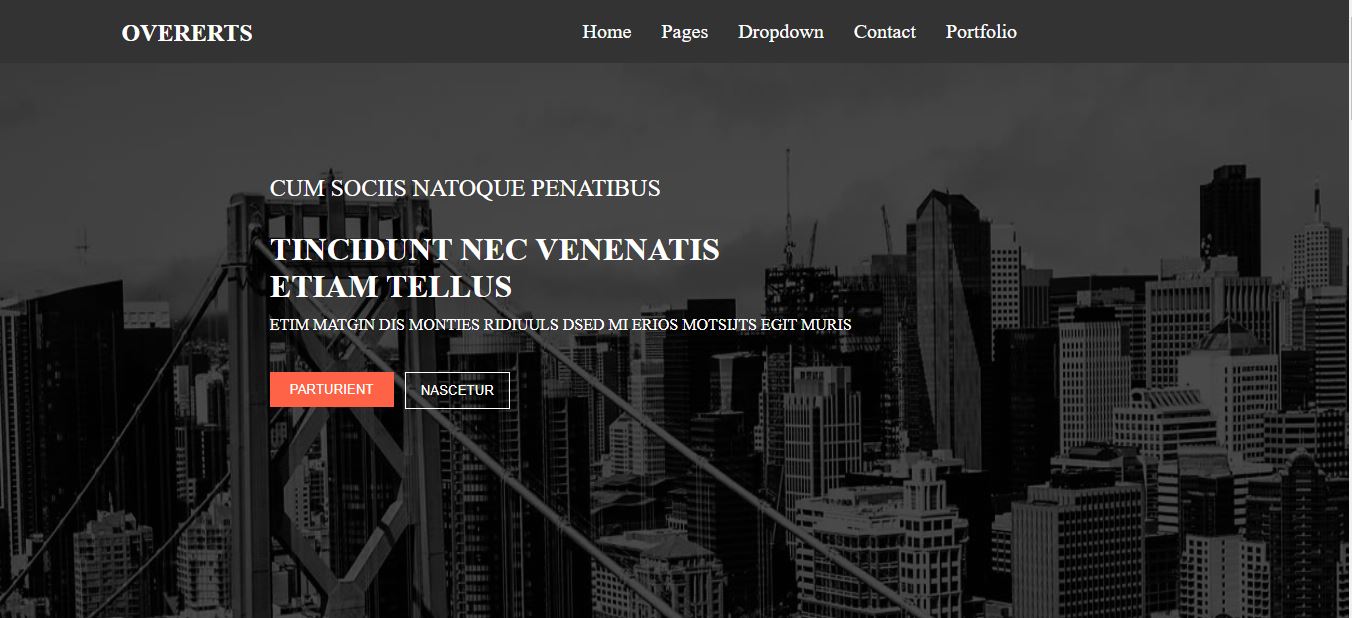 OVERERTS
Home Pages Dropdown Contact Portfolio
CUM SOCIIS NATOQUE PENATIBUS
TINCIDUNT NEC VENENATIS
ETIAM TELLUS
ETIM MATGIN DIS MONTIES RIDIUULS DSED MI ERIOS MOTSIJTS EGIT MURIS
PARTURIENT
NASCETUR